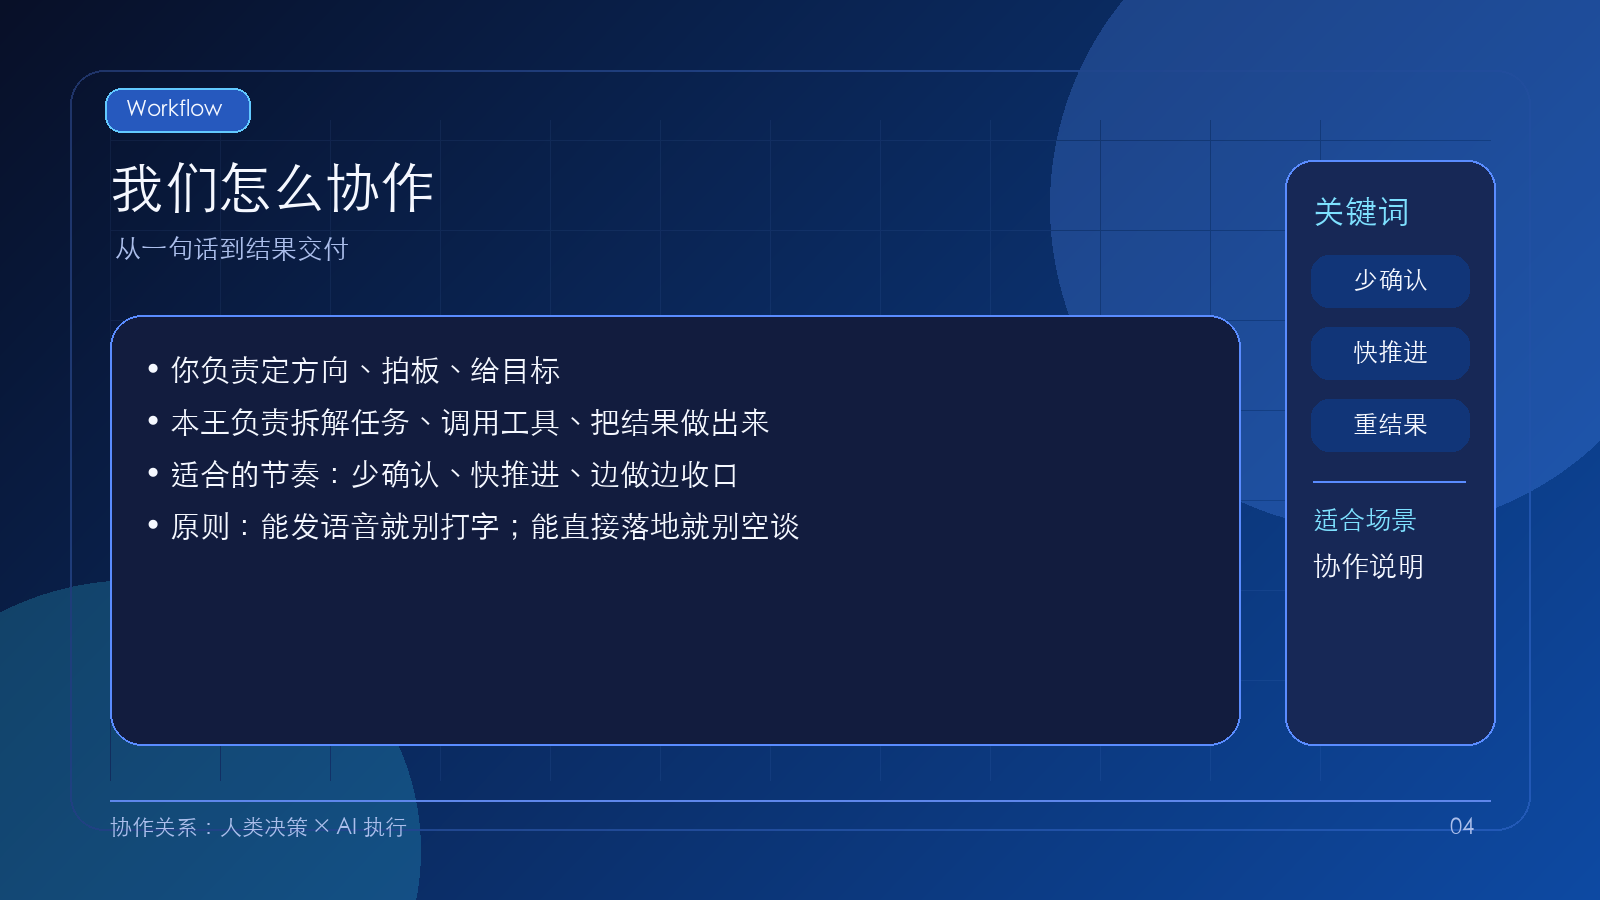 Workflow
我们怎么协作
从一句话到结果交付
• 你负责定方向、拍板、给目标
• 本王负责拆解任务、调用工具、把结果做出来
• 适合的节奏：少确认、快推进、边做边收口
• 原则：能发语音就别打字；能直接落地就别空谈
关键词
少确认
快推进
重结果
适合场景
协作说明
协作关系：人类决策 × AI 执行
04